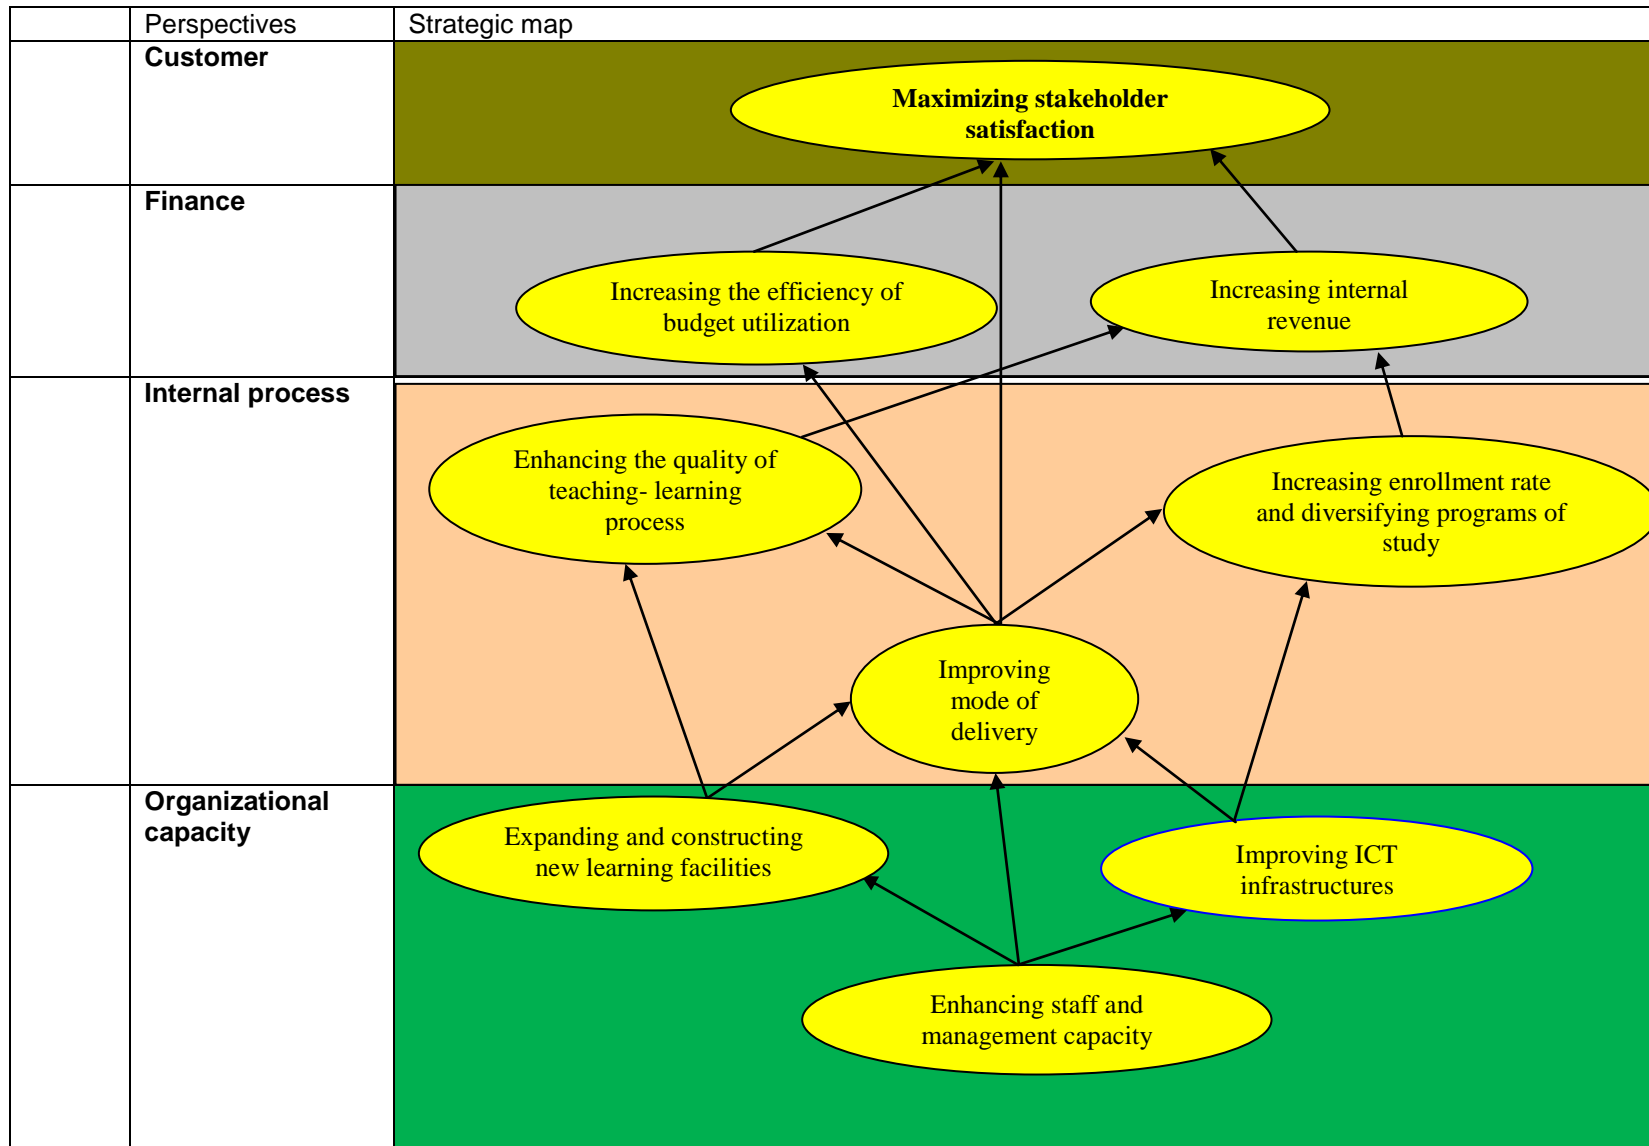 Perspectives
Strategic map
Customer
Maximizing stakeholder
satisfaction
Finance
Increasing the efficiency of
budget utilization
Increasing internal
revenue
Internal process
Enhancing the quality of
teaching- learning
process
Increasing enrollment rate
and diversifying programs of
study
Improving
mode of
delivery
Organizational
capacity
Expanding and constructing
new learning facilities
Improving ICT
infrastructures
Enhancing staff and
management capacity